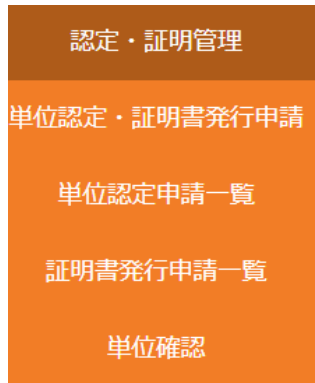 認定・証明管理
単位認定・証明書発行申請
単位認定申請一覧
証明書発行申請一覧
単位確認